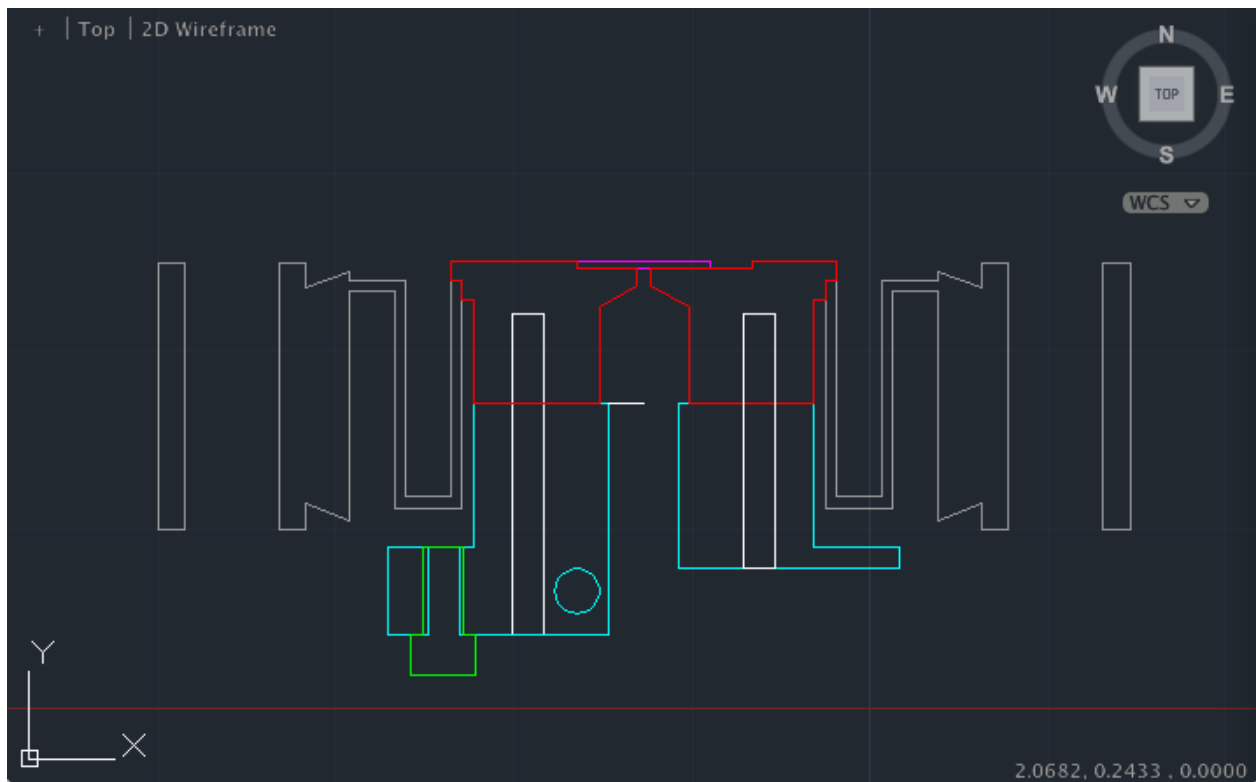 + | Top | 2D Wireframe
N
W TOP E
S
WCS
Y
X
2.0682, 0.2433 , 0.0000